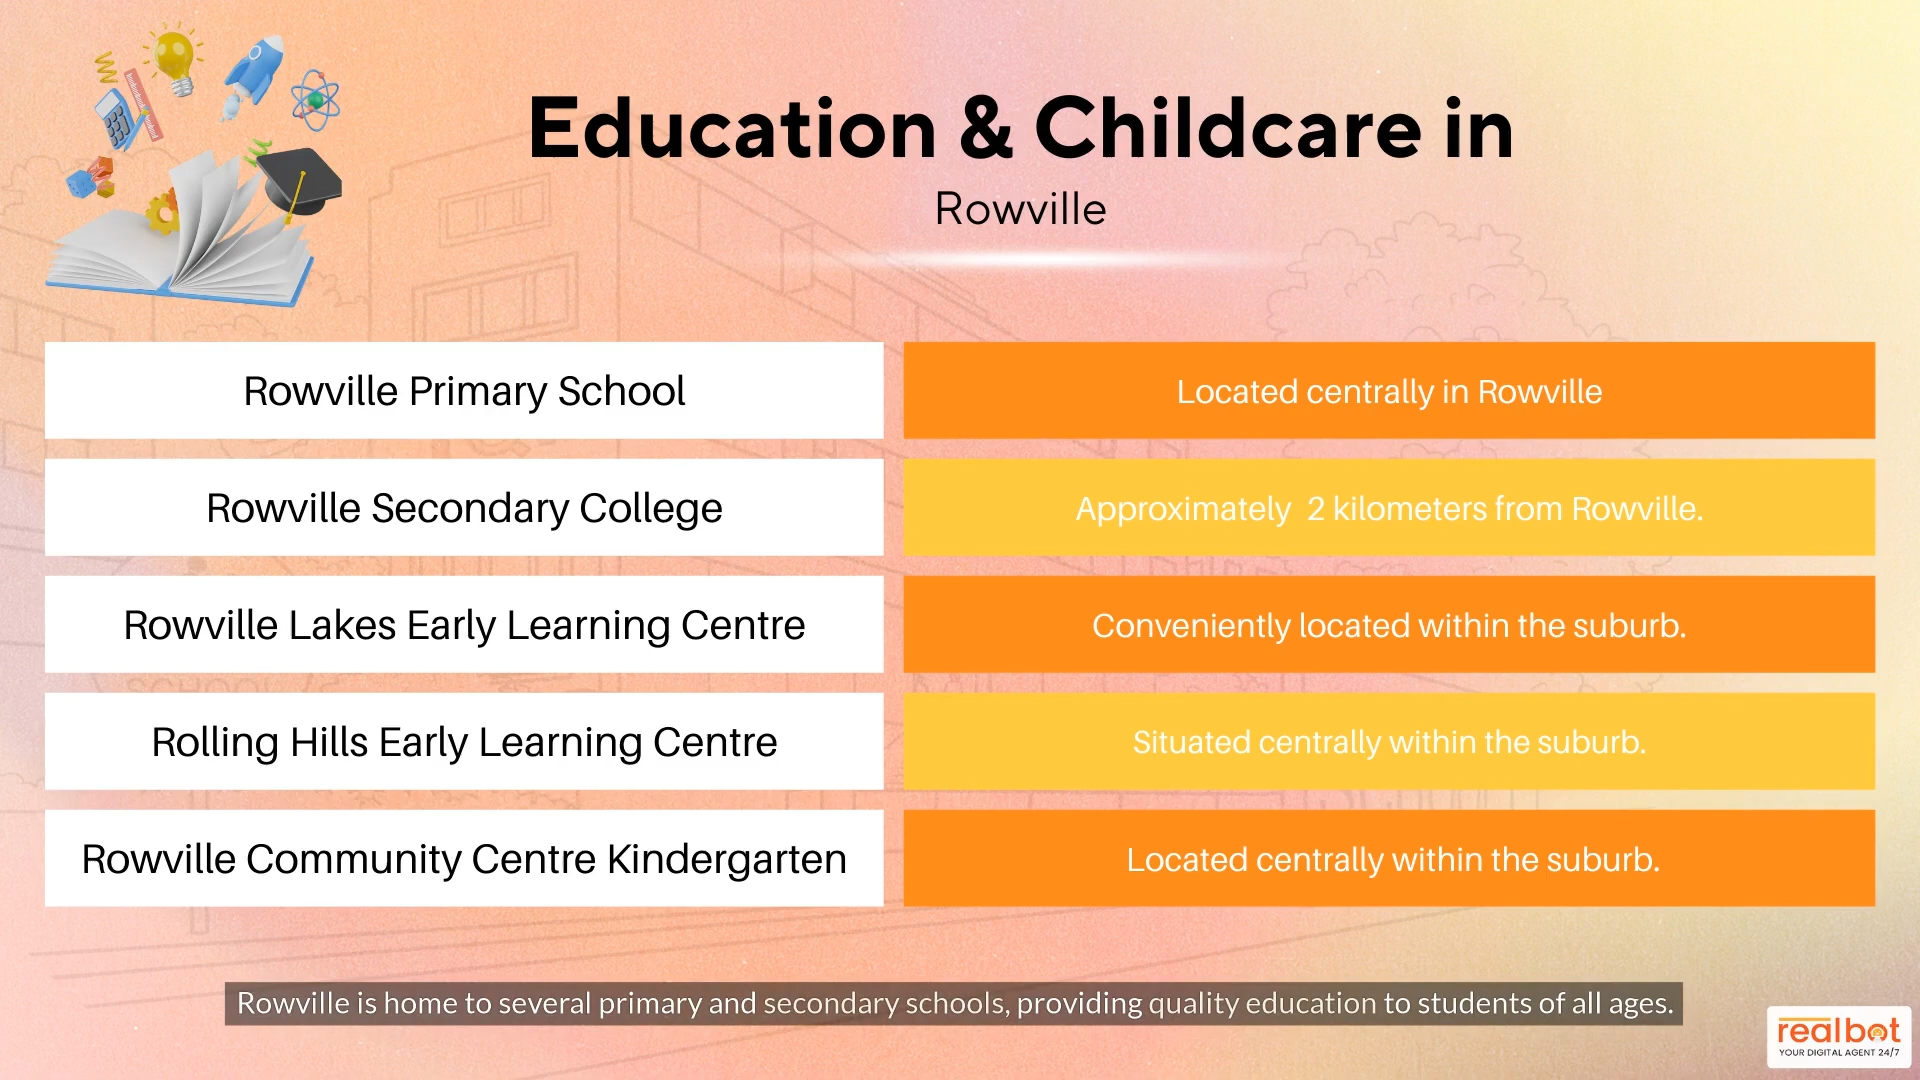 Education & Childcare in
Rowville
Rowville Primary School
Located centrally in Rowville
Rowville Secondary College
Approximately  2 kilometers from Rowville.
Rowville Lakes Early Learning Centre
Conveniently located within the suburb.
SCHOOL
Rolling Hills Early Learning Centre
Situated centrally within the suburb.
Rowville Community Centre Kindergarten
Located centrally within the suburb.
Rowville is home to several primary and secondary schools, providing quality education to students of all ages.
realbot
YOUR DIGITAL AGENT 24/7